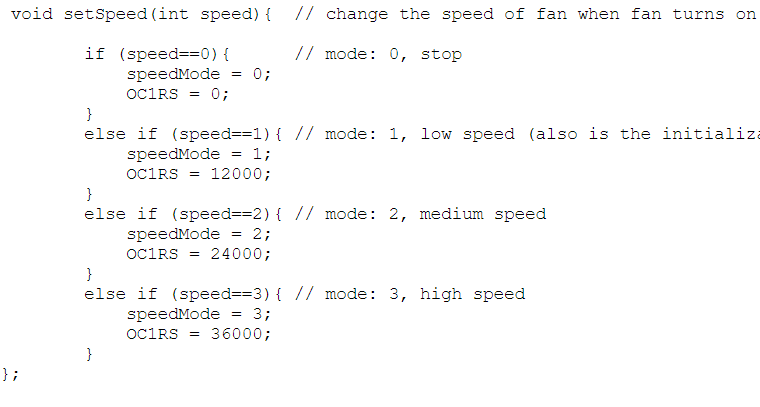 void setSpeed(int speed){  // change the speed of fan when fan turns on
if (speed==0){      // mode: 0, stop
speedMode = 0;
OC1RS = 0;
}
else if (speed==1){ // mode: 1, low speed (also is the
speedMode = 1;
OC1RS = 12000;
}
else if (speed==2){ // mode: 2, medium speed
speedMode = 2;
OC1RS = 24000;
}
else if (speed==3){ // mode: 3, high speed
speedMode = 3;
OC1RS = 36000;
}
};